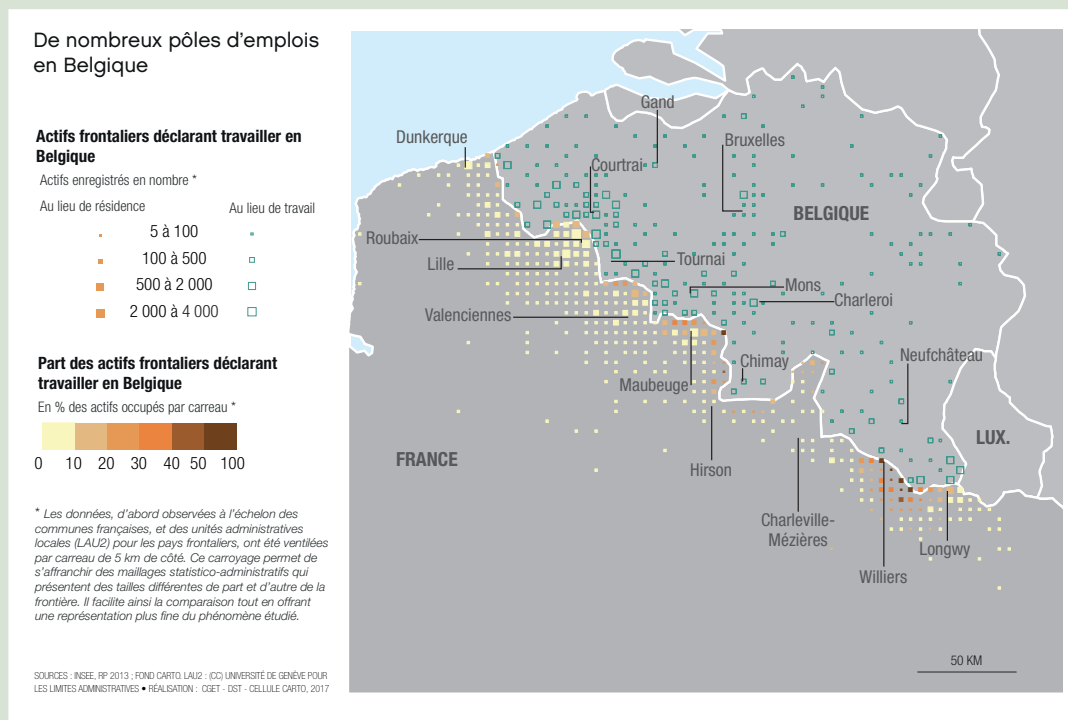 De nombreux pôles d'emplois
en Belgique
Actifs frontaliers déclarant travailler en
Belgique
Actifs enregistrés en nombre *
Au lieu de résidence
Au lieu de travail
5 à 100
100 à 500
500 à 2 000
2 000 à 4 000
Part des actifs frontaliers déclarant
travailler en Belgique
En % des actifs occupés par carreau *
0 10 20 30 40 50 100
* Les données, d'abord observées à l'échelon des
communes françaises, et des unités administratives
locales (LAU2) pour les pays frontaliers, ont été ventilées
par carreau de 5 km de côté. Ce carroyage permet de
s'affranchir des maillages statistico-administratifs qui
présentent des tailles différentes de part et d'autre de la
frontière. Il facilite ainsi la comparaison tout en offrant
une représentation plus fine du phénomène étudié.
SOURCES : INSEE, RP 2013 ; FOND CARTO. LAU2 : (CC) UNIVERSITÉ DE GENÈVE POUR
LES LIMITES ADMINISTRATIVES • RÉALISATION : CGET - DST - CELLULE CARTO, 2017
Gand
Dunkerque
Bruxelles
Courtrai
BELGIQUE
Roubaix
Lille
Tournai
Mons
Charleroi
Valenciennes
Neufchâteau
Chimay
Maubeuge
LUX.
FRANCE
Hirson
Charleville-
Mézières
Longwy
Williers
50 KM